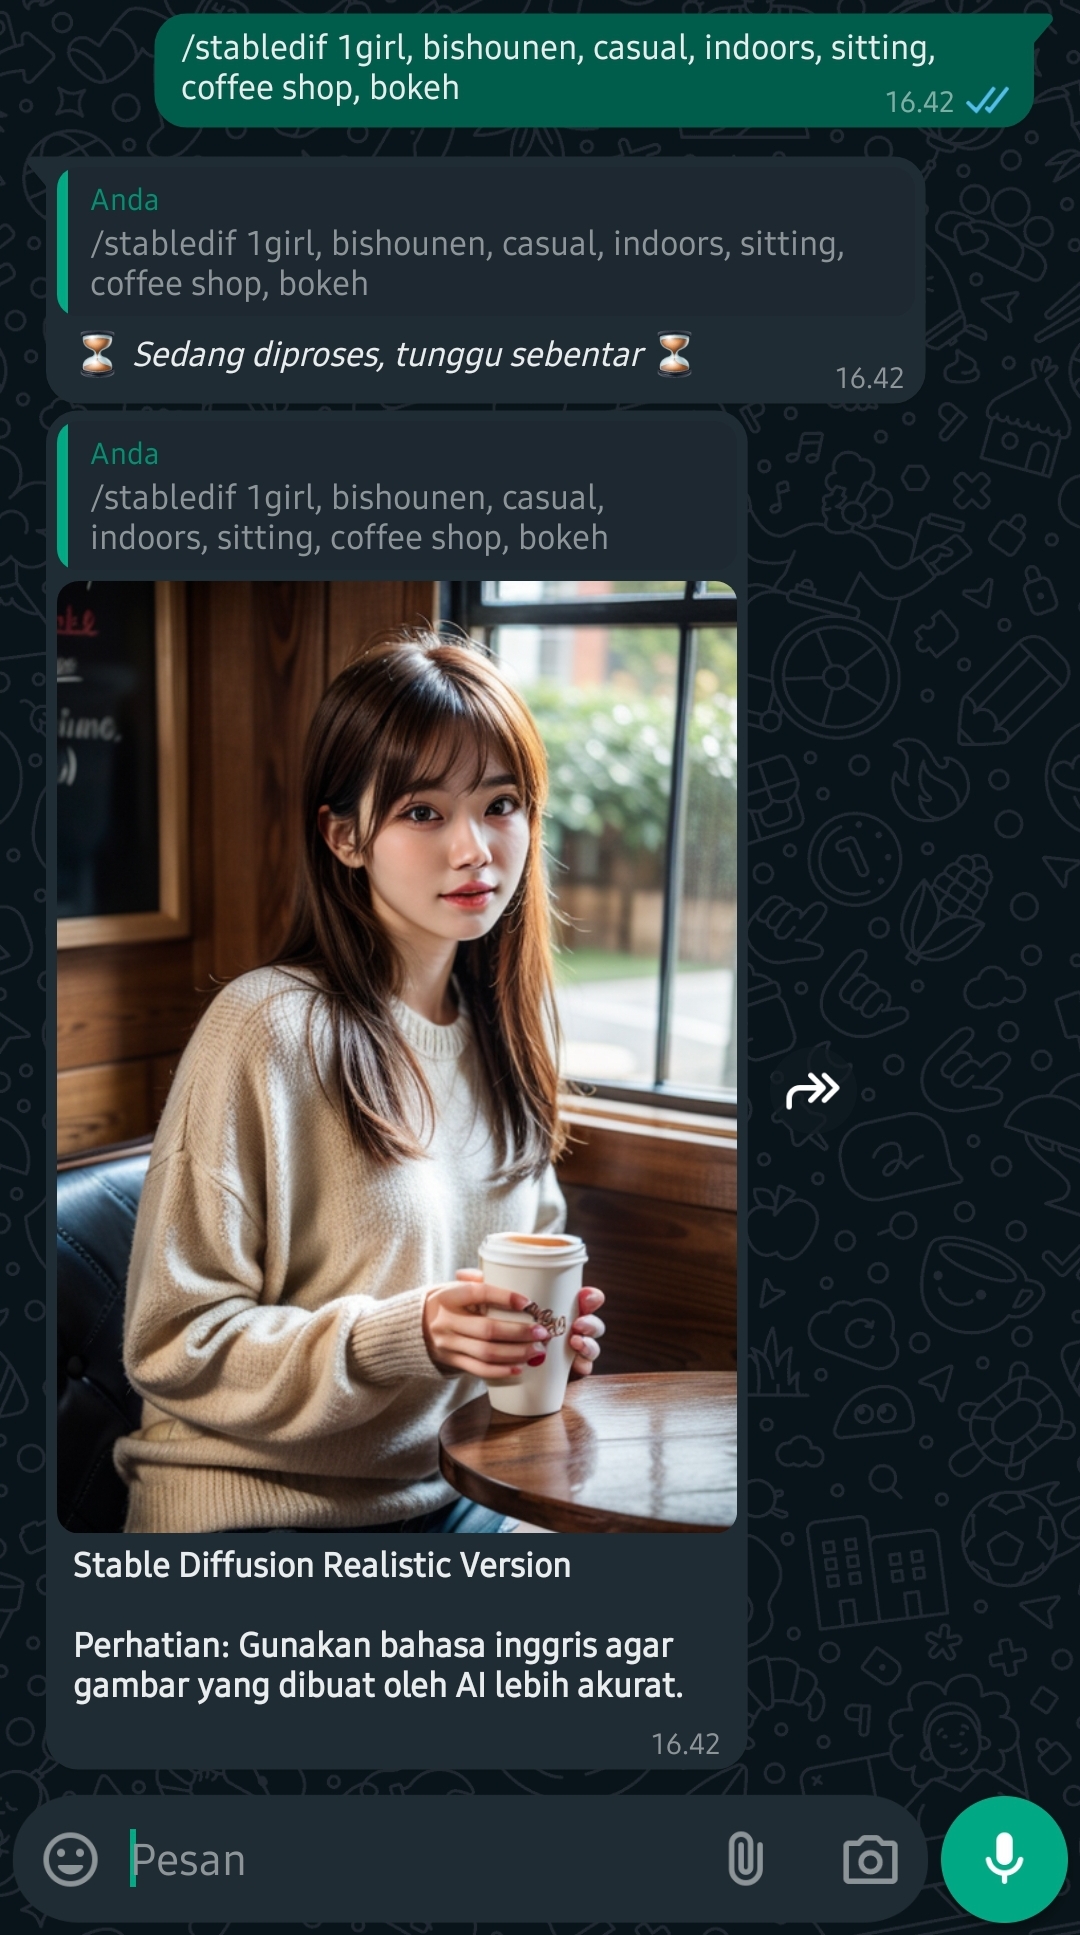 /stabledif 1girl, bishounen, casual, indoors, sitting,
coffee shop, bokeh
16.42
Anda
/stabledif 1girl, bishounen, casual, indoors, sitting,
coffee shop, bokeh
⏳ Sedang diproses, tunggu sebentar ⏳
16.42
Anda
/stabledif 1girl, bishounen, casual,
indoors, sitting, coffee shop, bokeh
Stable Diffusion Realistic Version
Perhatian: Gunakan bahasa inggris agar
gambar yang dibuat oleh AI lebih akurat.
16.42
Pesan